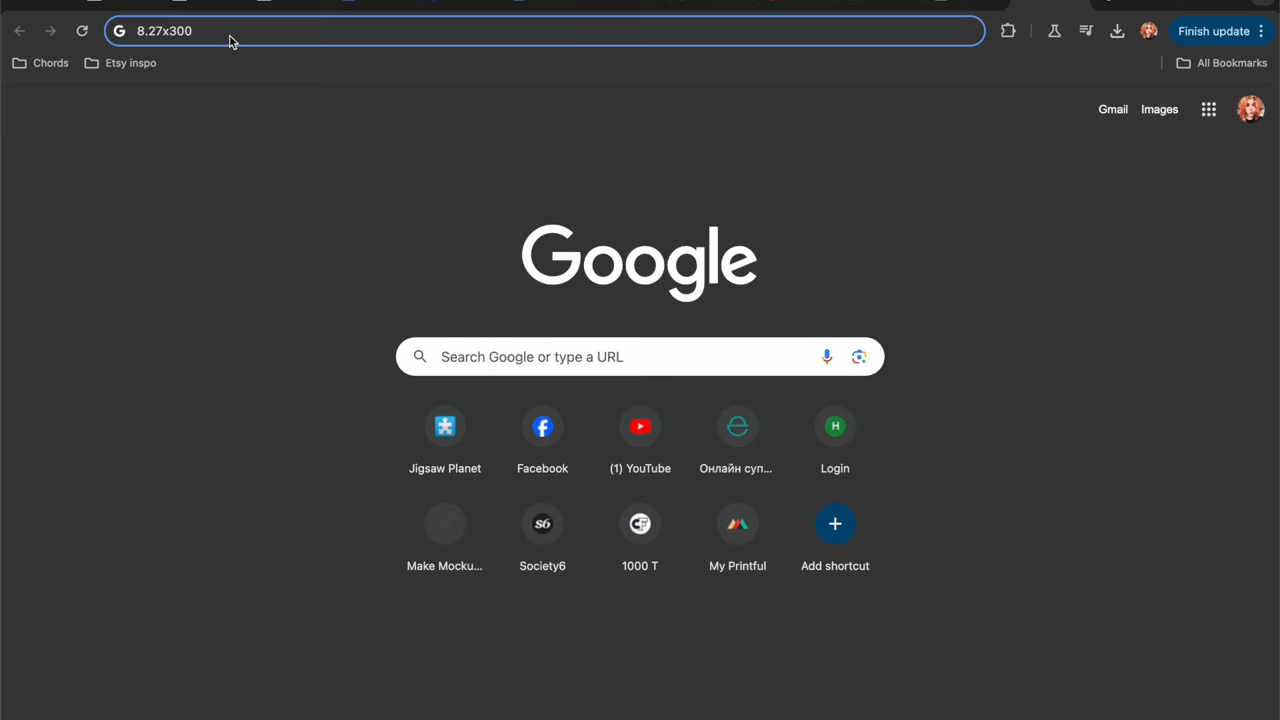 8.27x300
Finish update
Chords
Etsy inspo
All Bookmarks
Gmail
Images
Google
Search Google or type a URL
H
Jigsaw Planet
Facebook
(1) YouTube
Онлайн суп...
Login
P
s6
Make Mocku...
Society6
1000 T
My Printful
Add shortcut